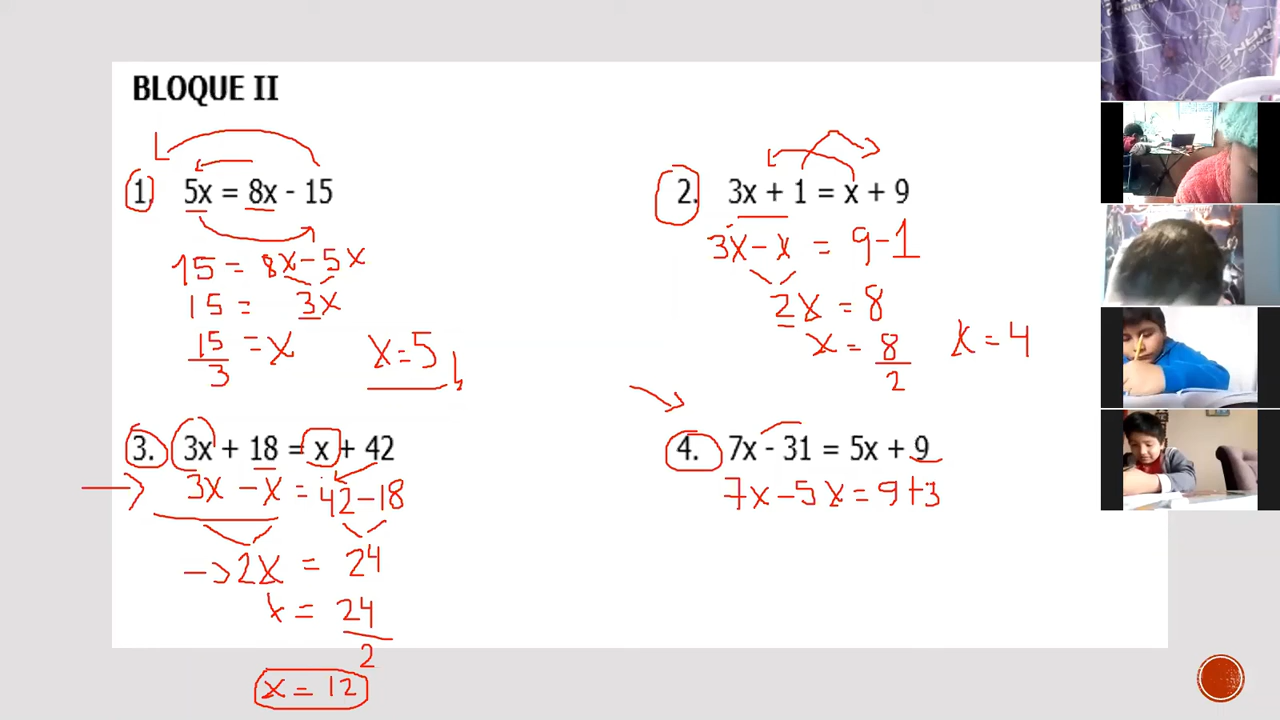 BLOQUE II
1. 5x = 8x - 15
15 = 8x - 5x
15 = 3x
15/3 = x
x = 5
2. 3x + 1 = x + 9
3x - x = 9 - 1
2x = 8
x = 8/2
x = 4
3. 3x + 18 = x + 42
3x - x = 42 - 18
2x = 24
x = 24/2
x = 12
4. 7x - 31 = 5x + 9
7x - 5x = 9 + 3